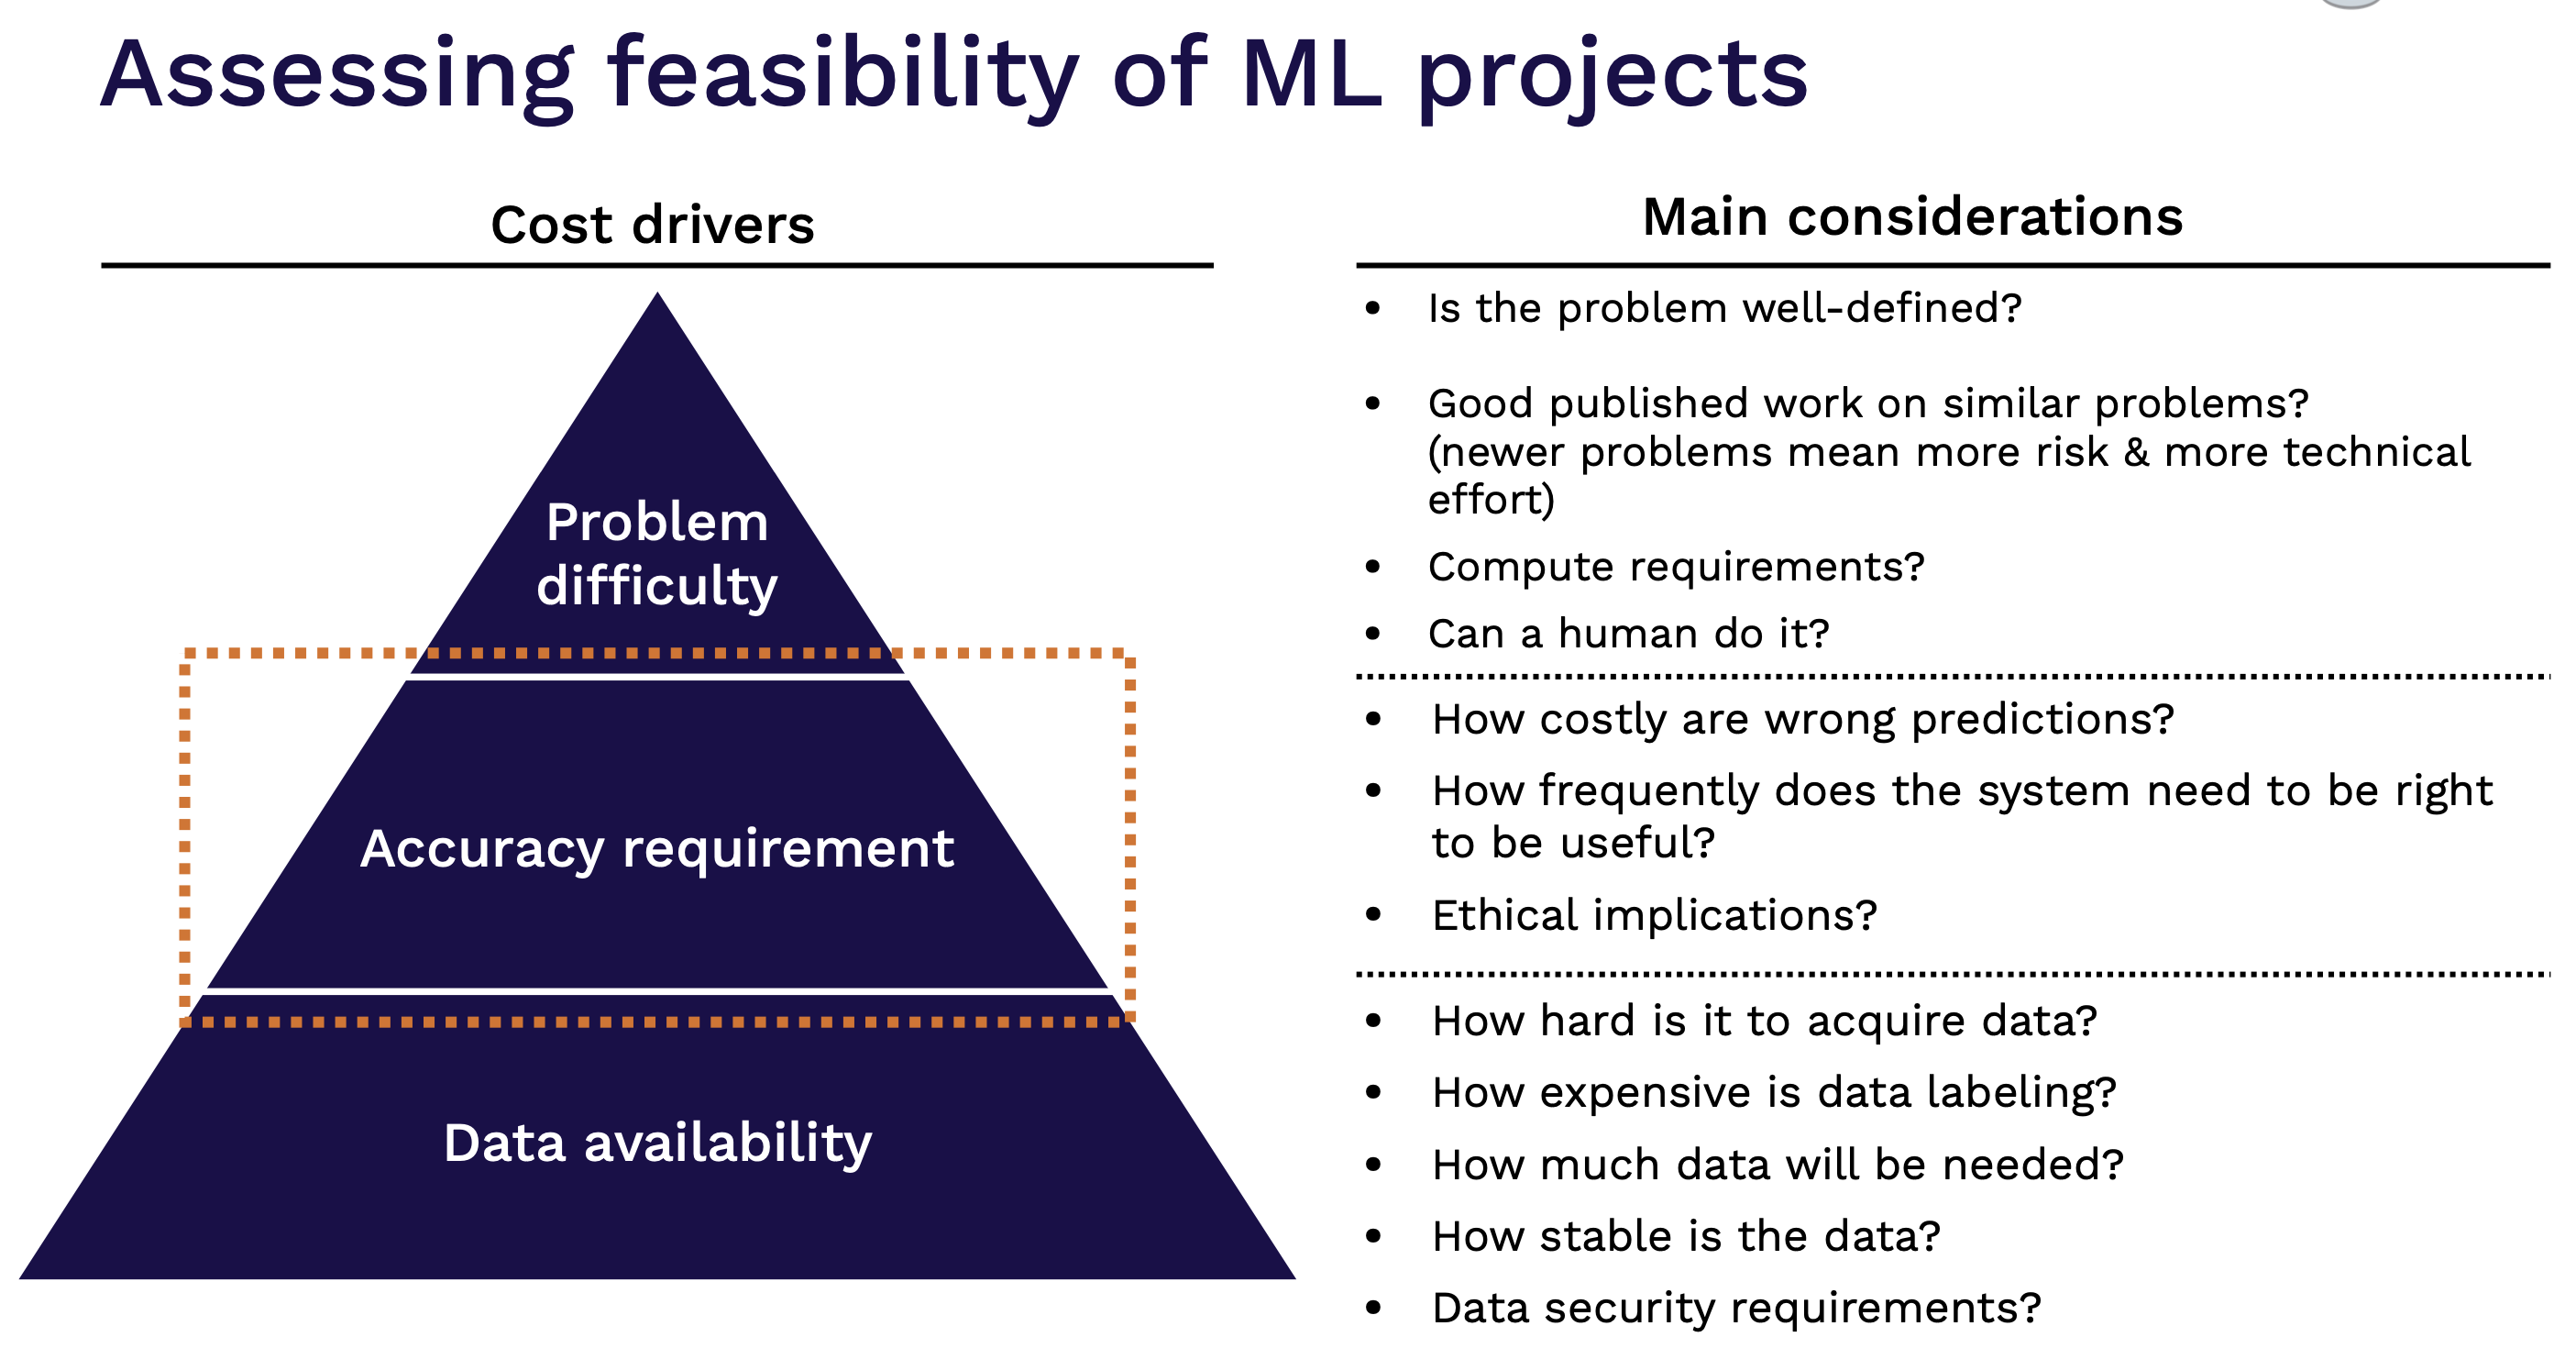 Assessing feasibility of ML projects
Cost drivers
Problem
difficulty
Accuracy requirement
Data availability
Main considerations
• Is the problem well-defined?
• Good published work on similar problems?
(newer problems mean more risk & more technical
effort)
• Compute requirements?
• Can a human do it?
• How costly are wrong predictions?
• How frequently does the system need to be right
to be useful?
• Ethical implications?
• How hard is it to acquire data?
• How expensive is data labeling?
• How much data will be needed?
• How stable is the data?
• Data security requirements?